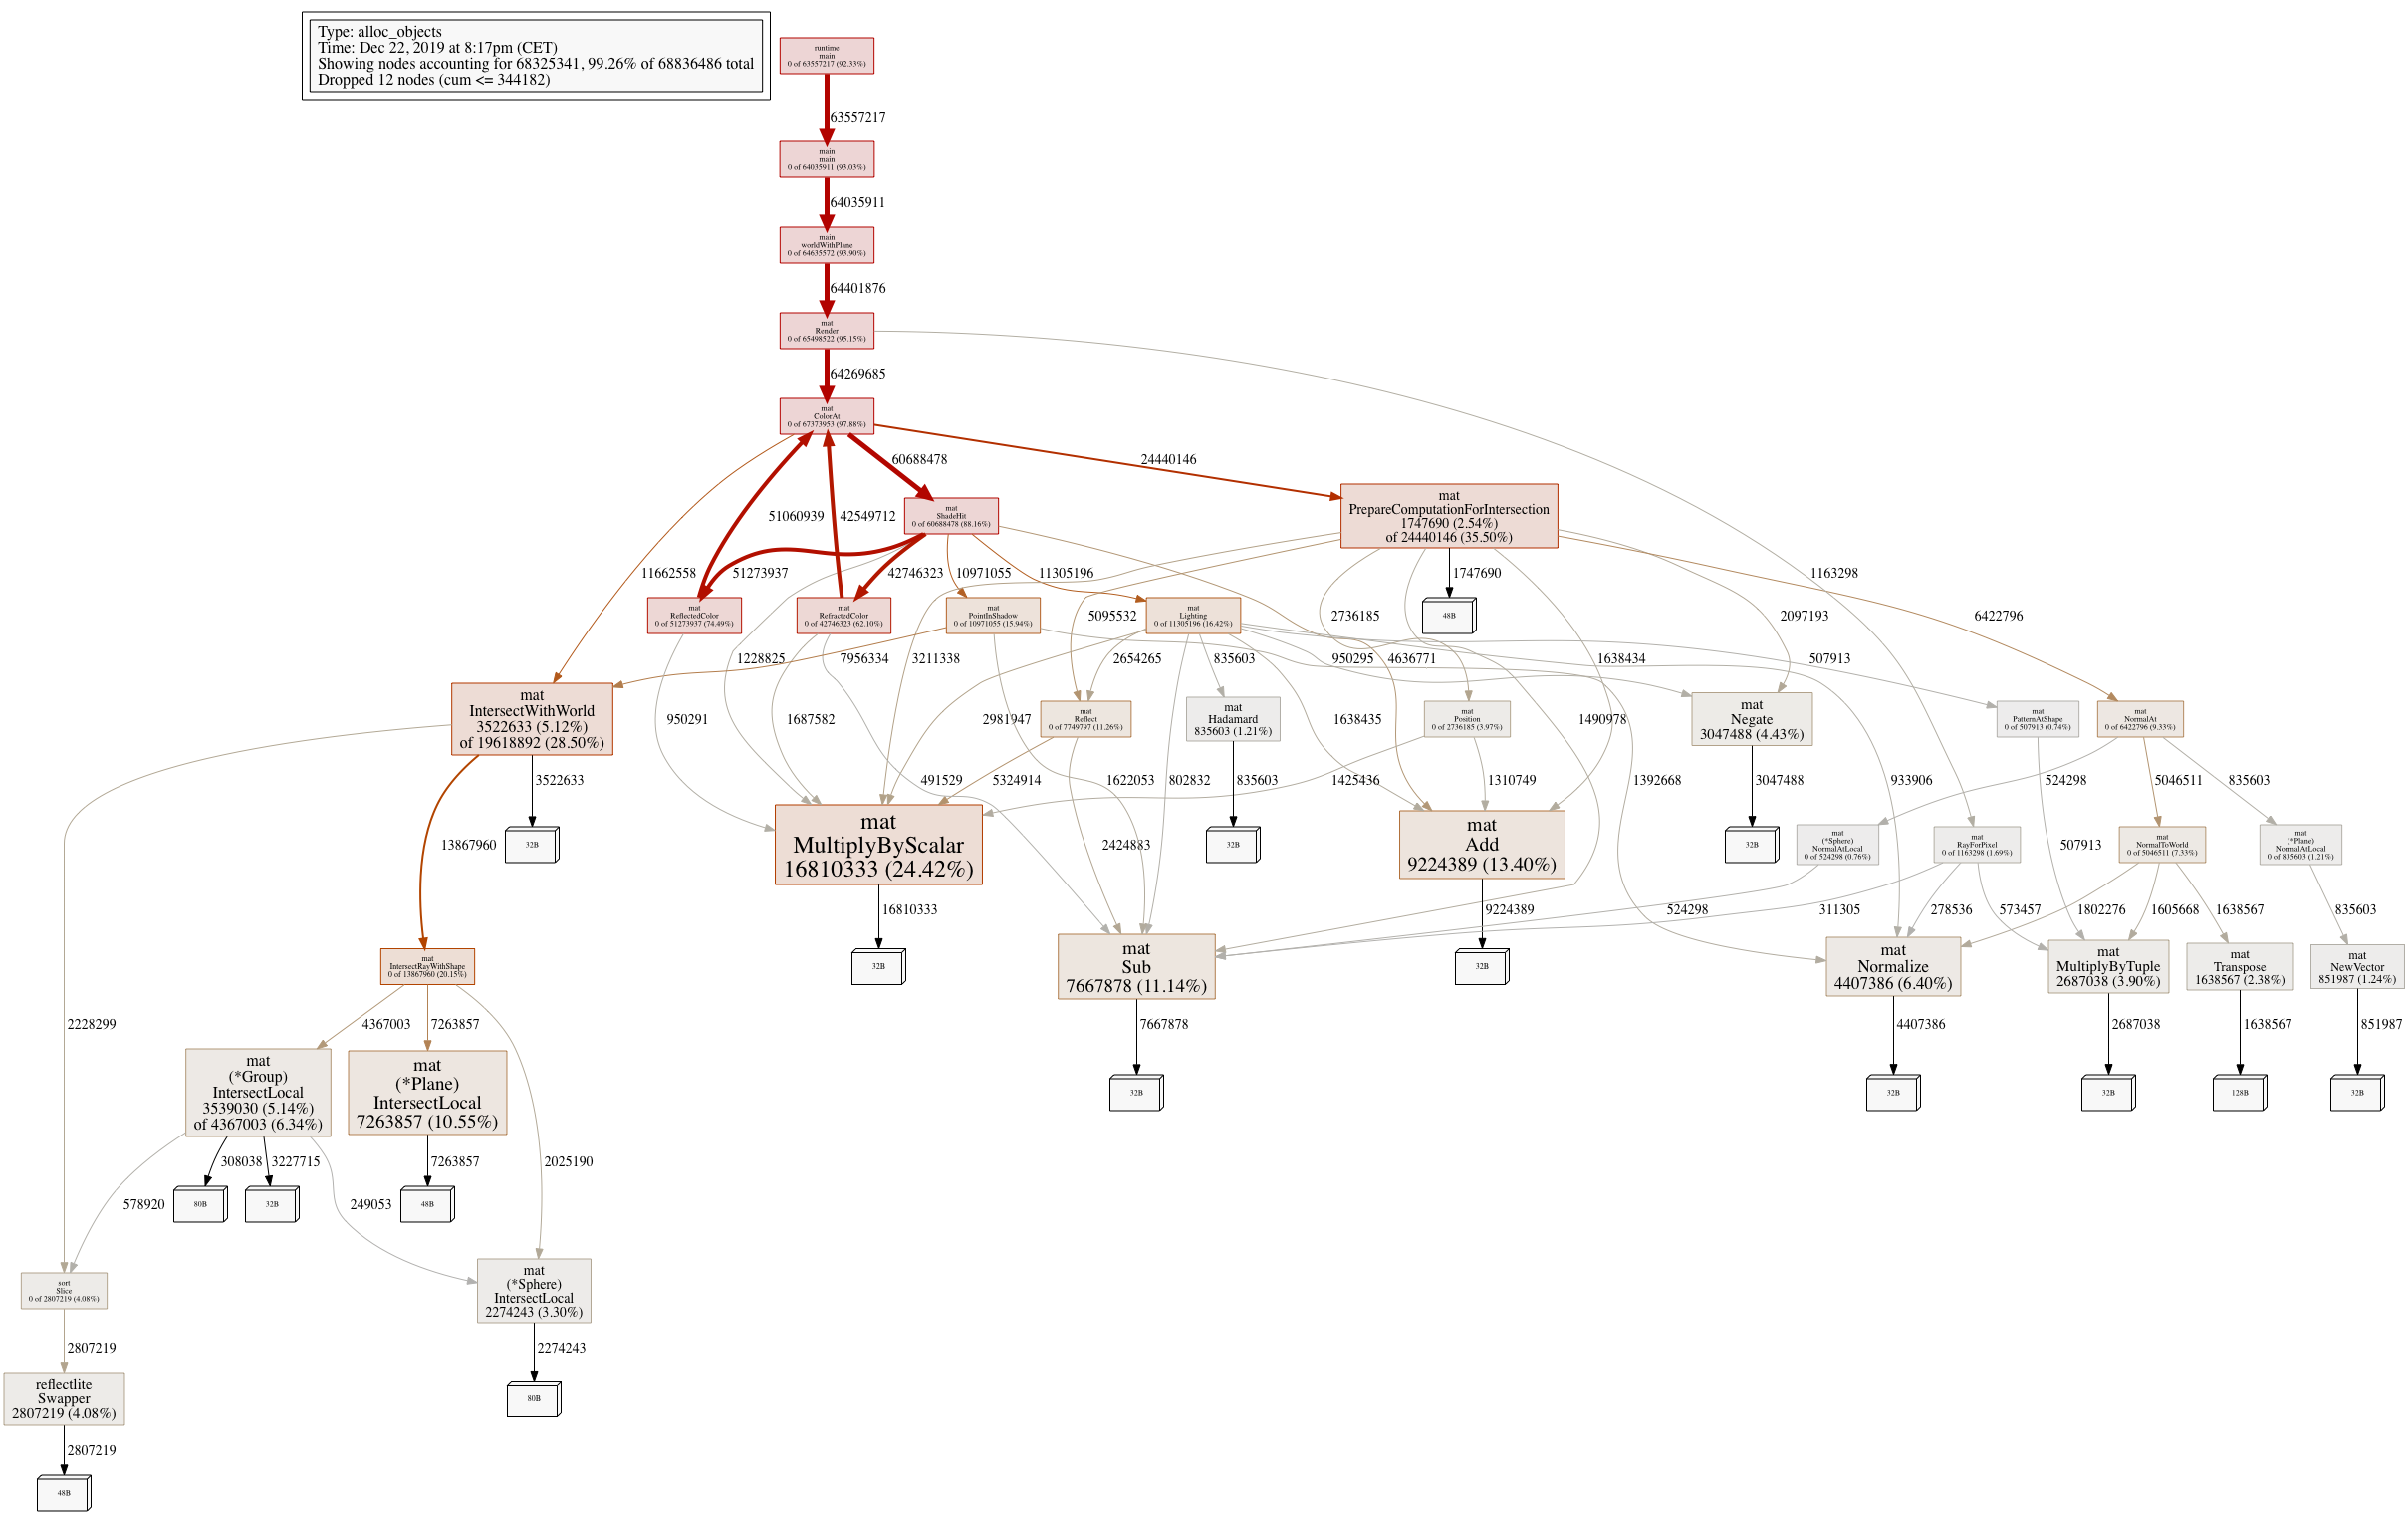 Type: alloc_objects
Time: Dec 22, 2019 at 8:17pm (CET)
Showing nodes accounting for 68325341, 99.26% of 68836486 total
Dropped 12 nodes (cum <= 344182)
runtime
main
0 of 63557217 (92.33%)
63557217
main
main
0 of 64035911 (93.03%)
64035911
main
worldWithPlane
0 of 64635572 (93.90%)
64401876
mat
Render
0 of 65498522 (95.15%)
64269685
mat
ColorAt
0 of 67373953 (97.88%)
60688478
24440146
mat
ShadeHit
0 of 60688478 (88.16%)
mat
PrepareComputationForIntersection
1747690 (2.54%)
of 24440146 (35.50%)
51060939
42549712
11662558
51273937
42746323
10971055
11305196
1747690
1163298
mat
ReflectedColor
0 of 51273937 (74.49%)
mat
RefractedColor
0 of 42746323 (62.10%)
mat
PointInShadow
0 of 10971055 (15.94%)
mat
Lighting
0 of 11305196 (16.42%)
48B
5095532
2736185
2097193
6422796
1228825
7956334
3211338
2654265
835603
950295
4636771
1638434
507913
mat
IntersectWithWorld
3522633 (5.12%)
of 19618892 (28.50%)
950291
1687582
2981947
mat
Reflect
0 of 7749797 (11.26%)
mat
Hadamard
835603 (1.21%)
1638435
mat
Position
0 of 2736185 (3.97%)
1490978
mat
Negate
3047488 (4.43%)
mat
PatternAtShape
0 of 507913 (0.74%)
mat
NormalAt
0 of 6422796 (9.33%)
3522633
491529
5324914
1622053
802832
835603
1425436
1310749
1392668
3047488
933906
524298
5046511
835603
13867960
32B
mat
MultiplyByScalar
16810333 (24.42%)
2424883
32B
mat
Add
9224389 (13.40%)
32B
mat
(*Sphere)
NormalAtLocal
0 of 524298 (0.76%)
mat
RayForPixel
0 of 1163298 (1.69%)
507913
mat
NormalToWorld
0 of 5046511 (7.33%)
mat
(*Plane)
NormalAtLocal
0 of 835603 (1.21%)
16810333
9224389
524298
311305
278536
573457
1802276
1605668
1638567
835603
mat
IntersectRayWithShape
0 of 13867960 (20.15%)
32B
mat
Sub
7667878 (11.14%)
32B
mat
Normalize
4407386 (6.40%)
mat
MultiplyByTuple
2687038 (3.90%)
mat
Transpose
1638567 (2.38%)
mat
NewVector
851987 (1.24%)
2228299
4367003
7263857
7667878
4407386
2687038
1638567
851987
mat
(*Group)
IntersectLocal
3539030 (5.14%)
of 4367003 (6.34%)
mat
(*Plane)
IntersectLocal
7263857 (10.55%)
32B
32B
32B
128B
32B
308038
3227715
7263857
2025190
578920
80B
32B
249053
48B
sort
Slice
0 of 2807219 (4.08%)
mat
(*Sphere)
IntersectLocal
2274243 (3.30%)
2807219
2274243
reflectlite
Swapper
2807219 (4.08%)
80B
2807219
48B